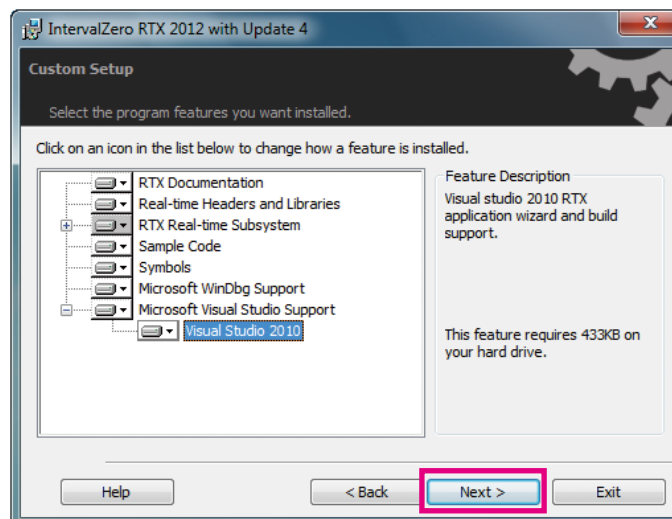 IntervalZero RTX 2012 with Update 4
Custom Setup
Select the program features you want installed.
Click on an icon in the list below to change how a feature is installed.
RTX Documentation
Real-time Headers and Libraries
RTX Real-time Subsystem
Sample Code
Symbols
Microsoft WinDbg Support
Microsoft Visual Studio Support
Visual Studio 2010
Feature Description
Visual studio 2010 RTX
application wizard and build
support.
This feature requires 433KB on
your hard drive.
Help
< Back
Next >
Exit